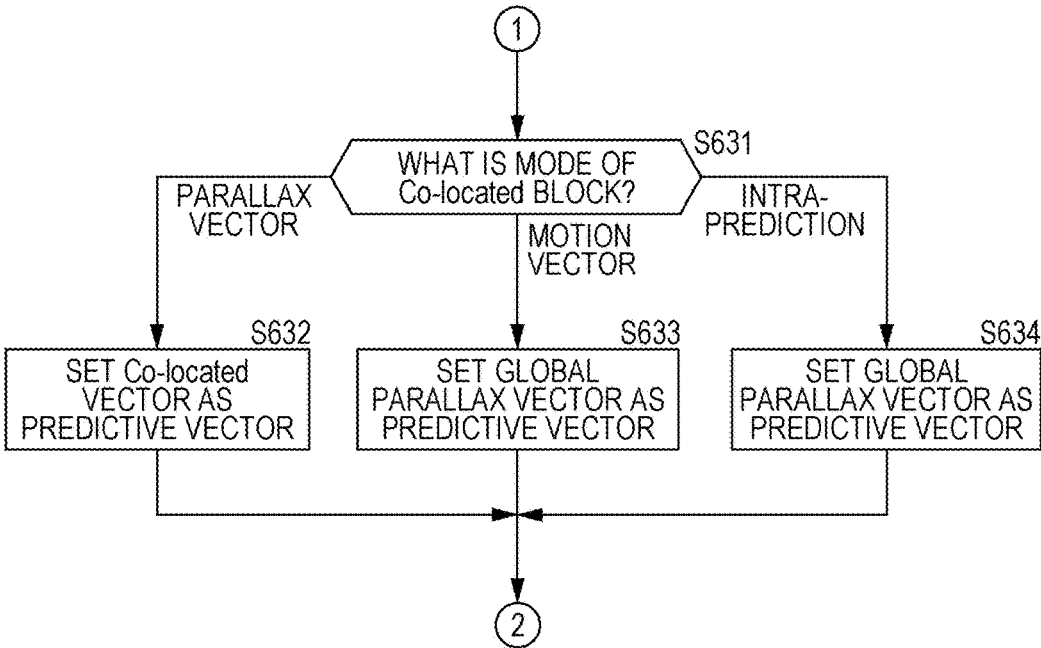 1
S631
WHAT IS MODE OF
Co-located BLOCK?
PARALLAX
VECTOR
MOTION
VECTOR
INTRA-
PREDICTION
S632
SET Co-located
VECTOR AS
PREDICTIVE VECTOR
S633
SET GLOBAL
PARALLAX VECTOR AS
PREDICTIVE VECTOR
S634
SET GLOBAL
PARALLAX VECTOR AS
PREDICTIVE VECTOR
2